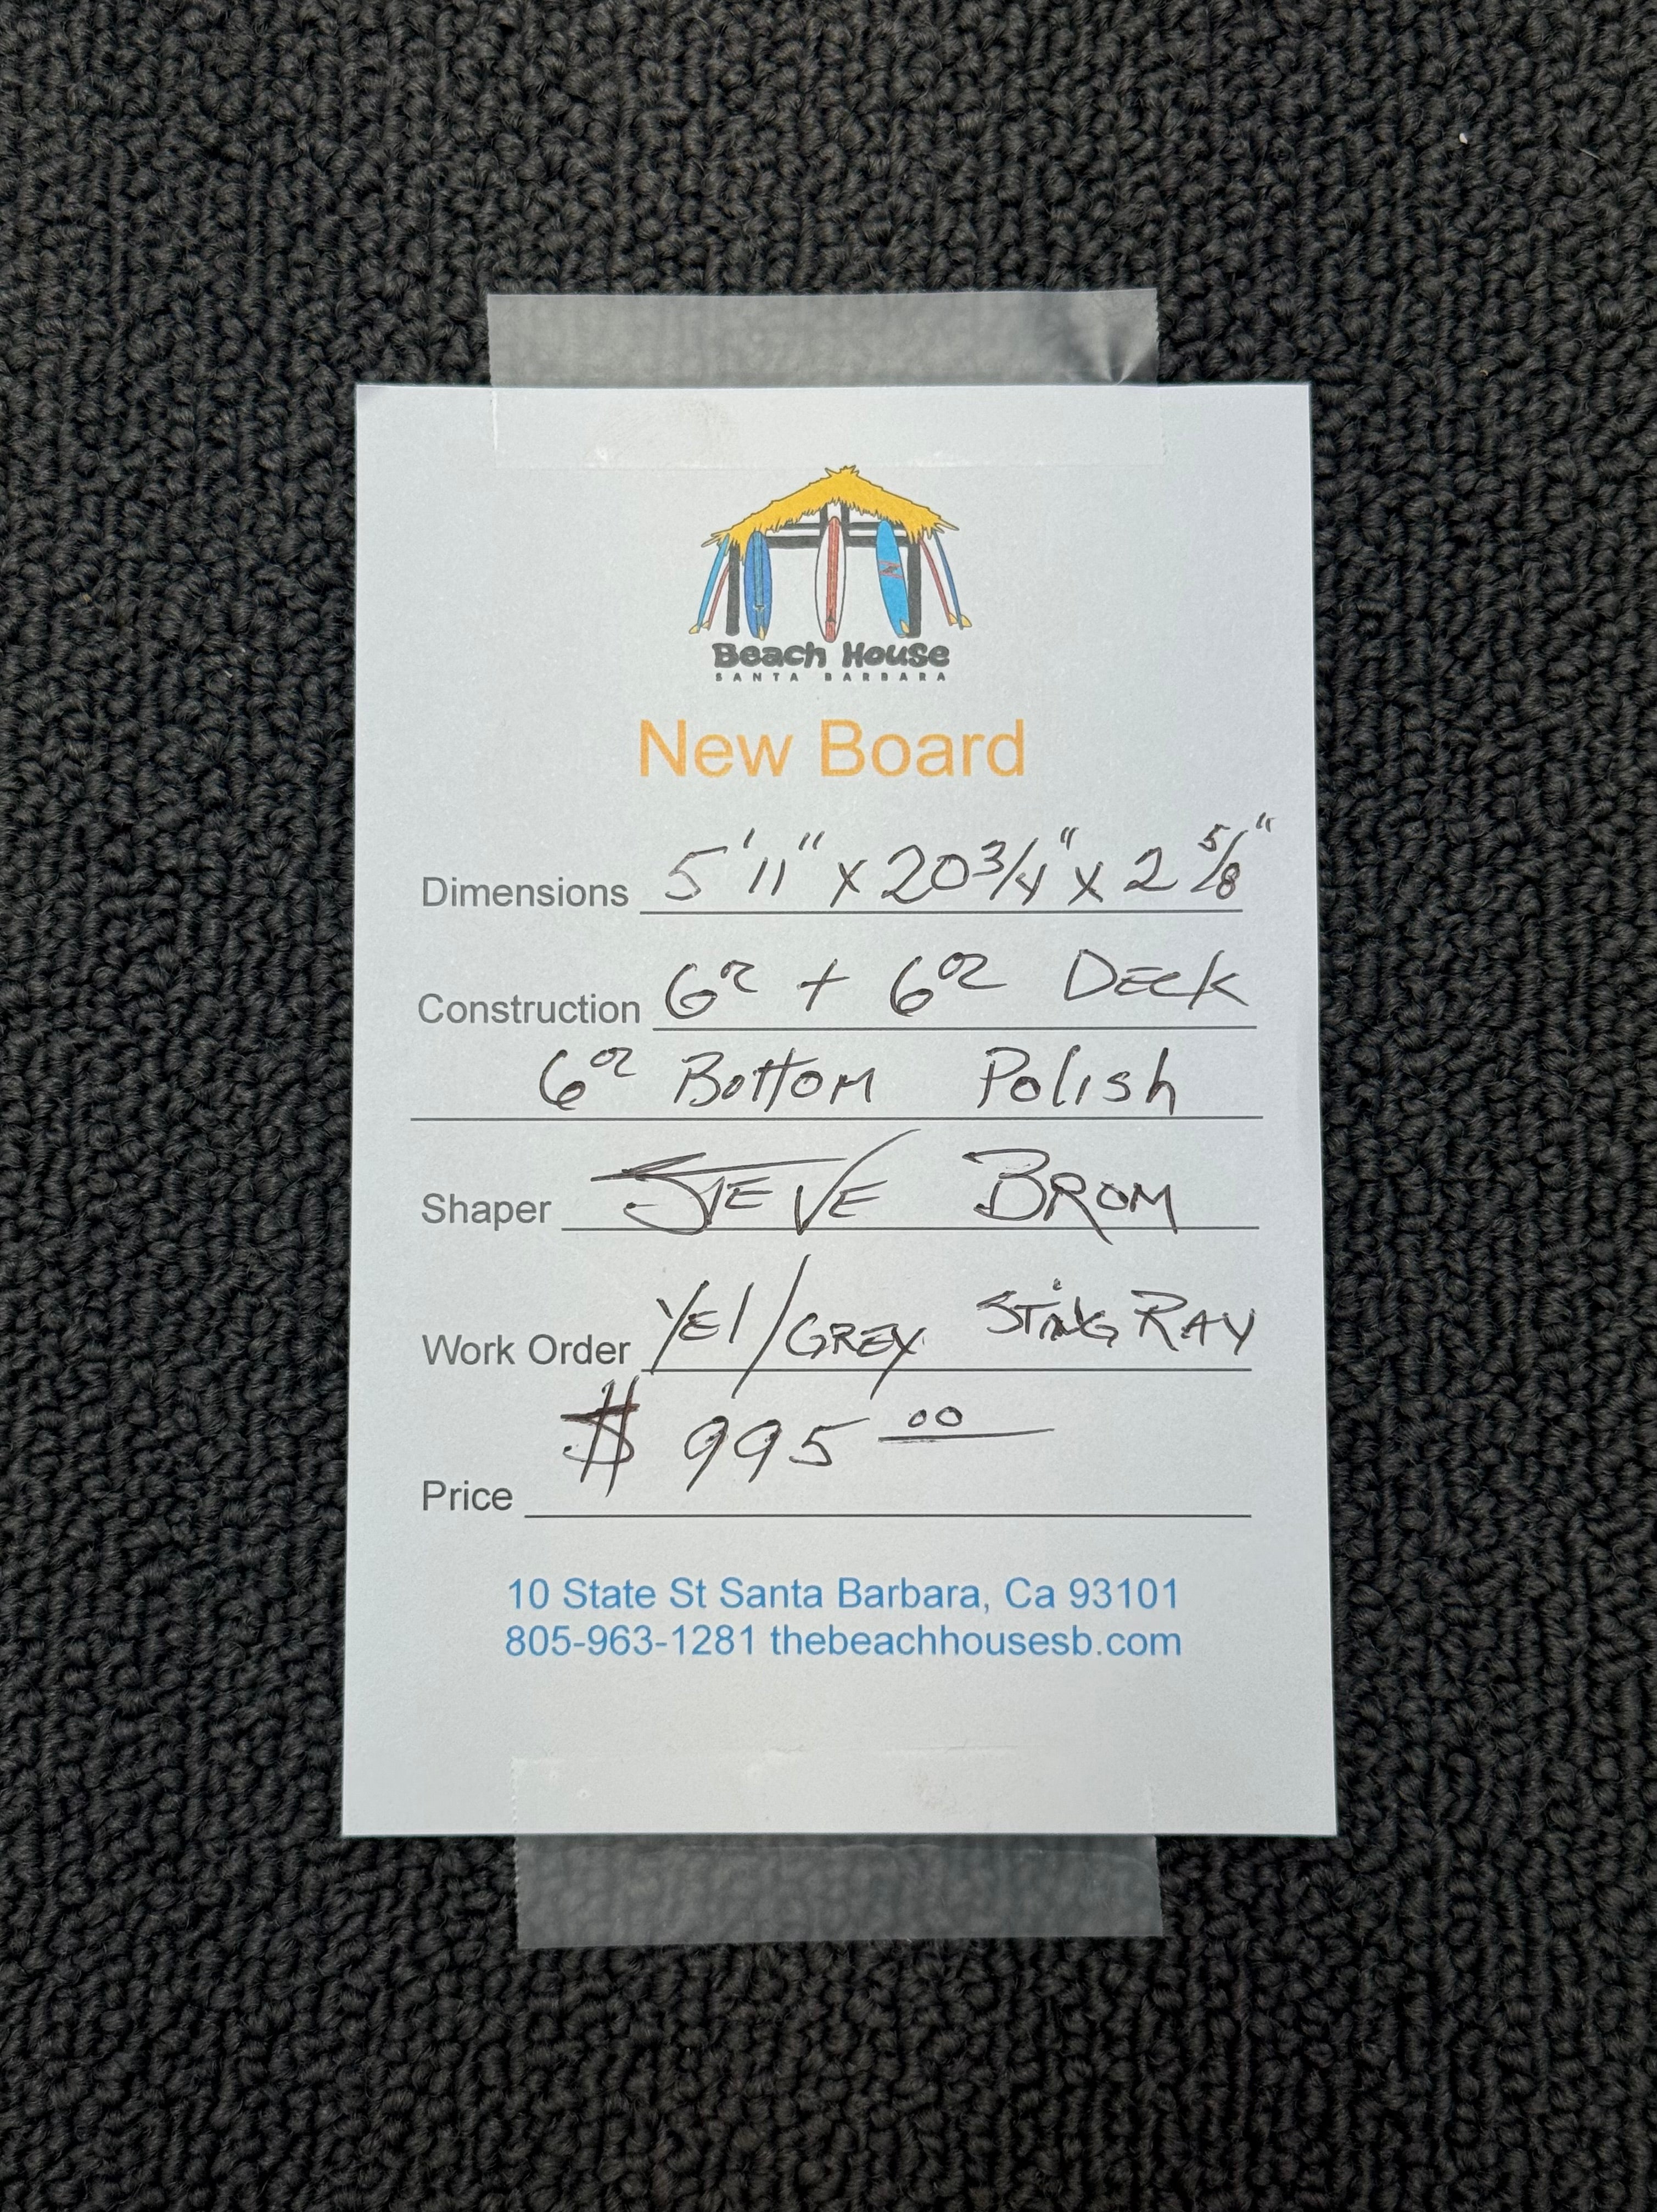 Beach House
SANTA BARBARA
New Board
Dimensions 5'11" x 20 3/4" x 2 5/8"
Construction 6oz + 6oz DECK
6oz Bottom Polish
Shaper STEVE BROM
Work Order YEl/GREY STiNG RAY
Price $ 995 00
10 State St Santa Barbara, Ca 93101
805-963-1281 thebeachhousesb.com